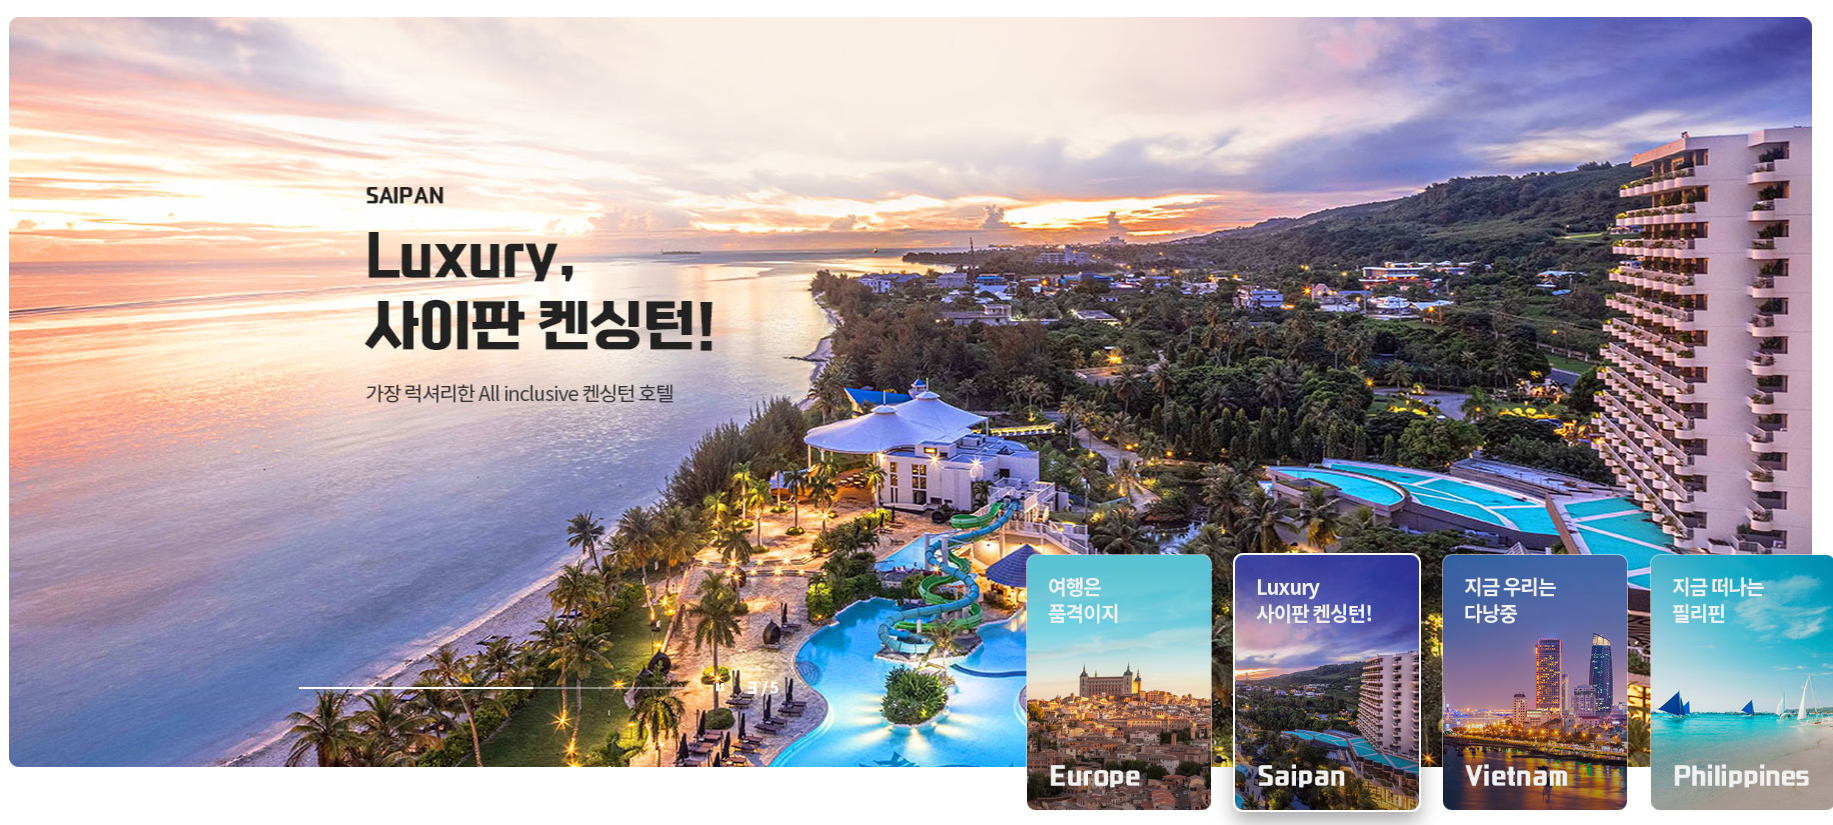 SAIPAN
Luxury,
사이판 켄싱턴!
가장 럭셔리한 All inclusive 켄싱턴 호텔
3 / 5
여행은
품격이지
Europe
Luxury
사이판 켄싱턴!
Saipan
지금 우리는
다낭중
Vietnam
지금 떠나는
필리핀
Philippines